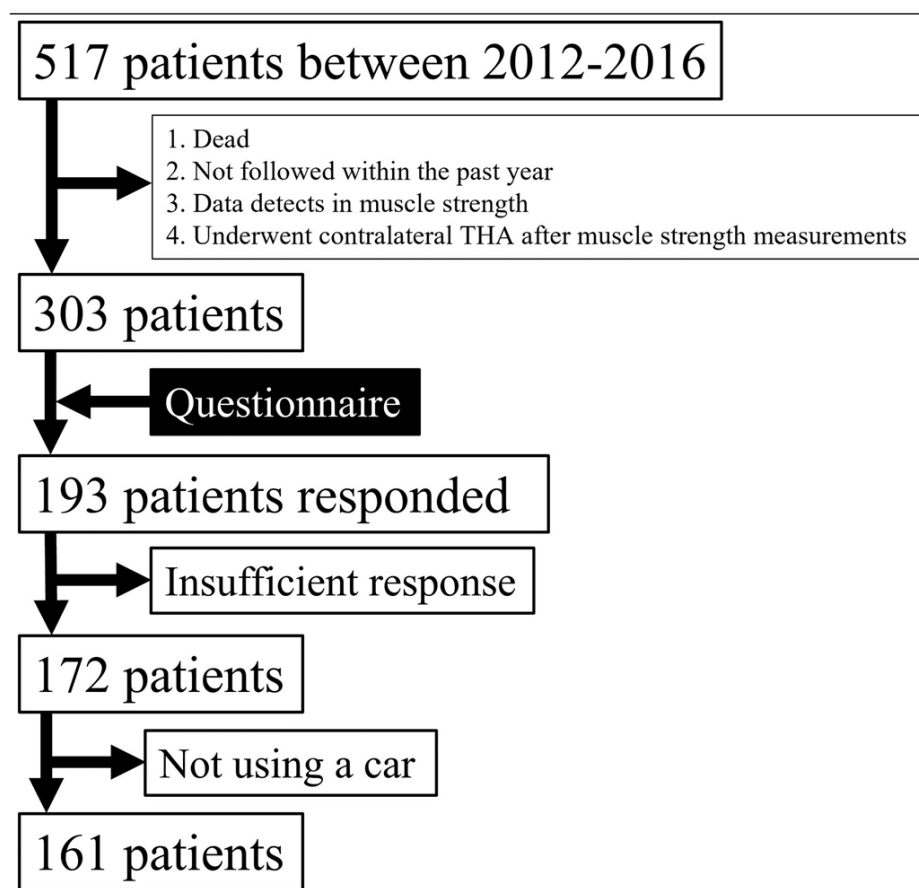 517 patients between 2012-2016
1. Dead
2. Not followed within the past year
3. Data detects in muscle strength
4. Underwent contralateral THA after muscle strength measurements
303 patients
Questionnaire
193 patients responded
Insufficient response
172 patients
Not using a car
161 patients